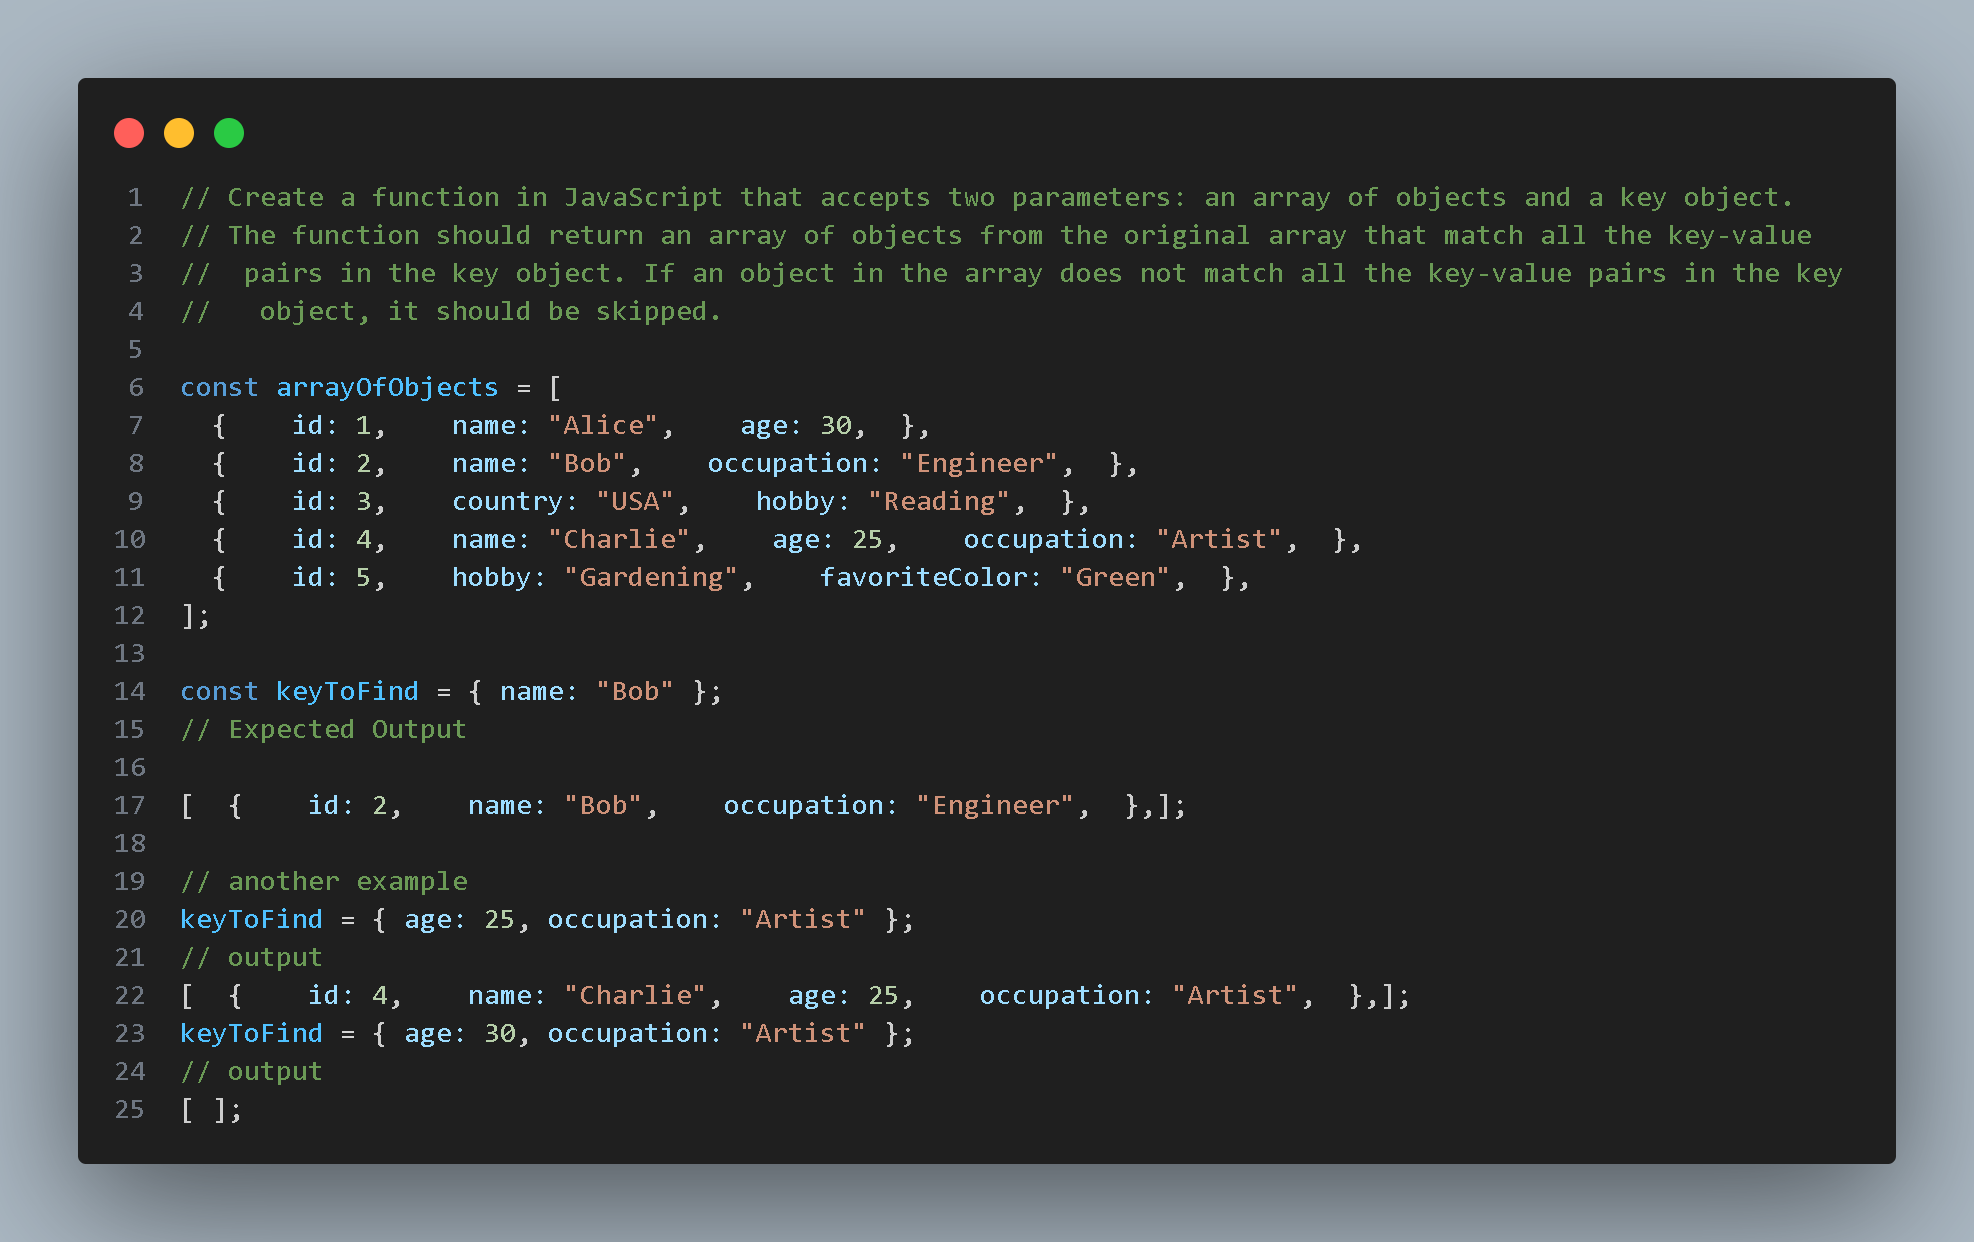 1 // Create a function in JavaScript that accepts two parameters: an array of objects and a key object.
2 // The function should return an array of objects from the original array that match all the key-value
3 //  pairs in the key object. If an object in the array does not match all the key-value pairs in the key
4 //   object, it should be skipped.
5
6 const arrayOfObjects = [
7   {    id: 1,    name: "Alice",    age: 30,  },
8   {    id: 2,    name: "Bob",    occupation: "Engineer",  },
9   {    id: 3,    country: "USA",    hobby: "Reading",  },
10   {    id: 4,    name: "Charlie",    age: 25,    occupation: "Artist",  },
11   {    id: 5,    hobby: "Gardening",    favoriteColor: "Green",  },
12 ];
13
14 const keyToFind = { name: "Bob" };
15 // Expected Output
16
17 [  {    id: 2,    name: "Bob",    occupation: "Engineer",  },];
18
19 // another example
20 keyToFind = { age: 25, occupation: "Artist" };
21 // output
22 [  {    id: 4,    name: "Charlie",    age: 25,    occupation: "Artist",  },];
23 keyToFind = { age: 30, occupation: "Artist" };
24 // output
25 [ ];